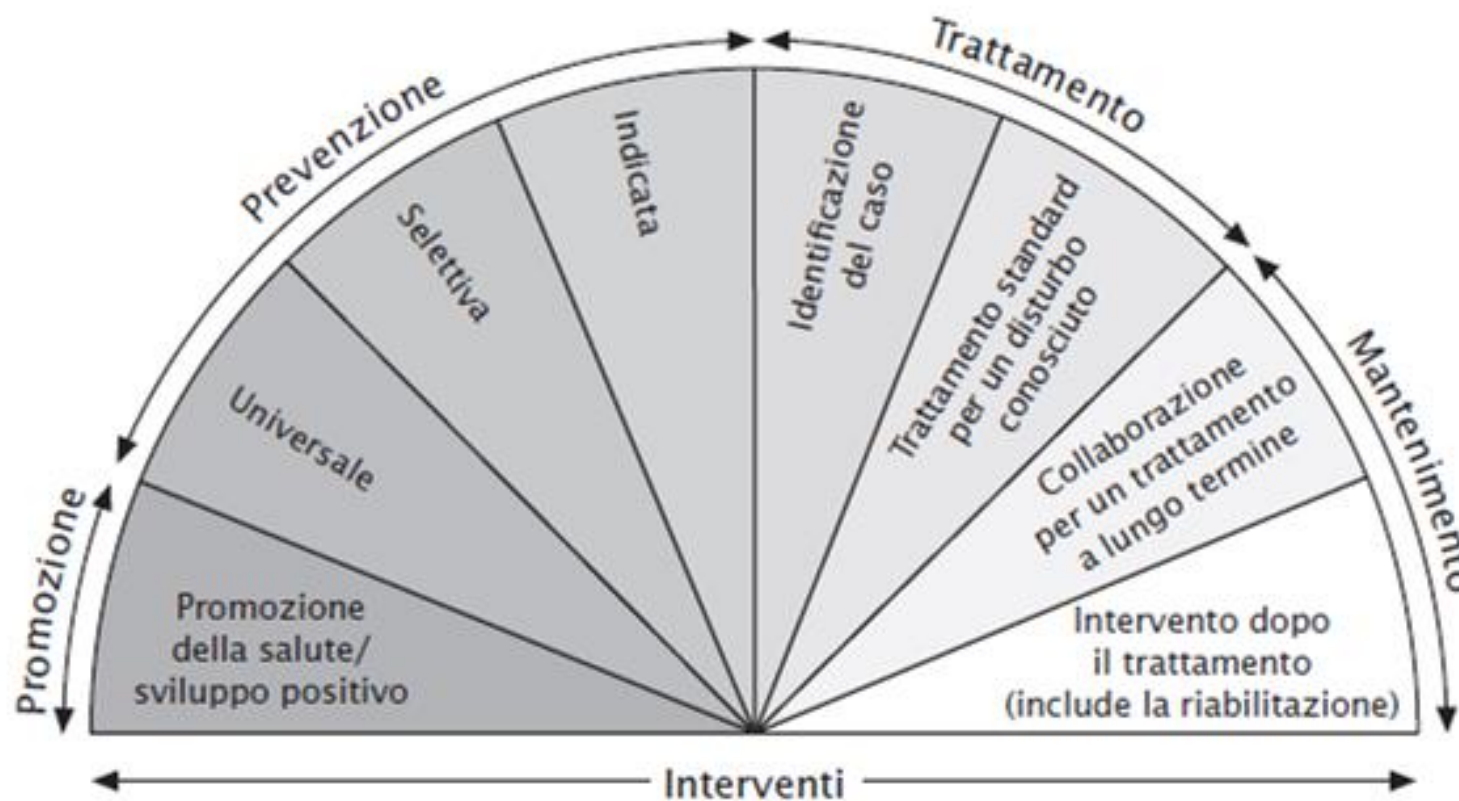 Promozione
Prevenzione
Trattamento
Mantenimento
Promozione
della salute/
sviluppo positivo
Universale
Selettiva
Indicata
Identificazione
del caso
Trattamento standard
per un disturbo
conosciuto
Collaborazione
per un trattamento
a lungo termine
Intervento dopo
il trattamento
(include la riabilitazione)
Interventi